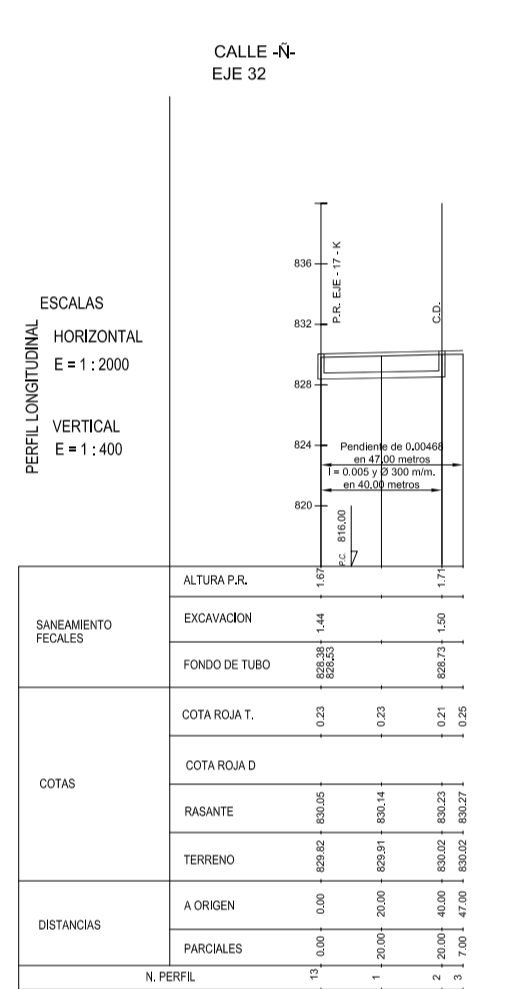 CALLE -Ñ-
EJE 32
PERFIL LONGITUDINAL
ESCALAS
HORIZONTAL
E = 1 : 2000
VERTICAL
E = 1 : 400
836
832
828
824
820
P.R. EJE - 17 - K
C.D.
Pendiente de 0.00468
en 47.00 metros
I = 0.005 y Ø 300 m/m.
en 40.00 metros
P.C. 816.00
SANEAMIENTO
FECALES
ALTURA P.R. 1.67 1.71
EXCAVACION 1.44 1.50
FONDO DE TUBO 828.38 828.53 828.73
COTAS
COTA ROJA T. 0.23 0.23 0.21 0.25
COTA ROJA D
RASANTE 830.05 830.14 830.23 830.27
TERRENO 829.82 829.91 830.02 830.02
DISTANCIAS
A ORIGEN 0.00 20.00 40.00 47.00
PARCIALES 0.00 20.00 20.00 7.00
N. PERFIL 13 1 2 3